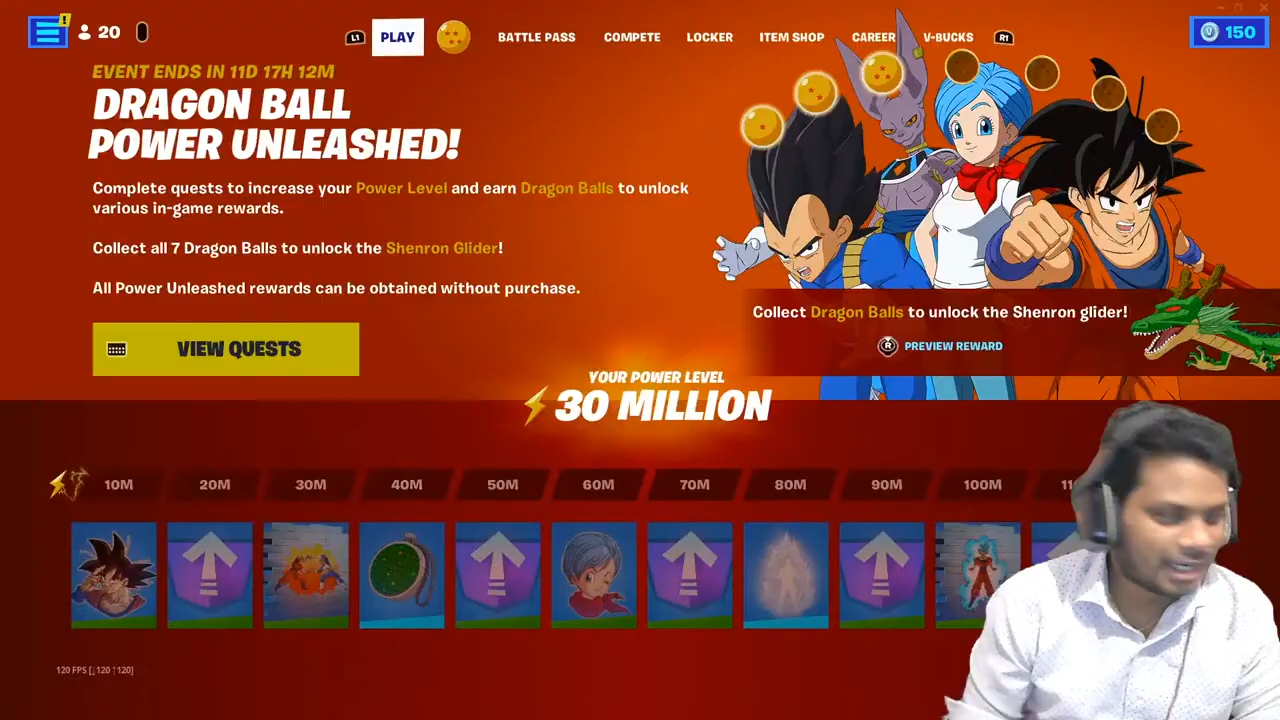 ! 20 L1 PLAY BATTLE PASS COMPETE LOCKER ITEM SHOP CAREER V-BUCKS R1 150
EVENT ENDS IN 11D 17H 12M
DRAGON BALL
POWER UNLEASHED!
Complete quests to increase your Power Level and earn Dragon Balls to unlock
various in-game rewards.
Collect all 7 Dragon Balls to unlock the Shenron Glider!
All Power Unleashed rewards can be obtained without purchase.
VIEW QUESTS
Collect Dragon Balls to unlock the Shenron glider!
R PREVIEW REWARD
YOUR POWER LEVEL
30 MILLION
10M 20M 30M 40M 50M 60M 70M 80M 90M 100M
120 FPS [↓120 ↑120]